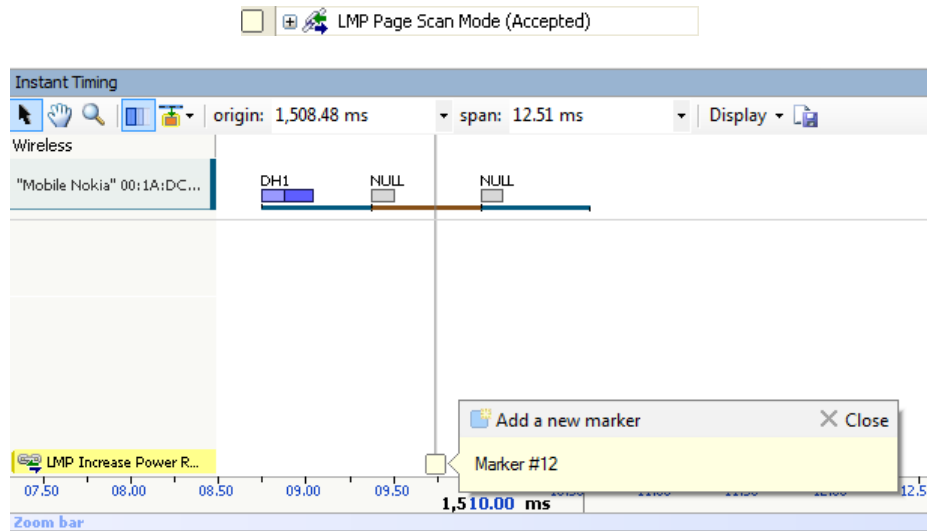 LMP Page Scan Mode (Accepted)
Instant Timing
origin: 1,508.48 ms span: 12.51 ms Display
Wireless
"Mobile Nokia" 00:1A:DC... DH1 NULL NULL
Add a new marker Close
LMP Increase Power R... Marker #12
07.50 08.00 08.50 09.00 09.50
1,510.00 ms
Zoom bar